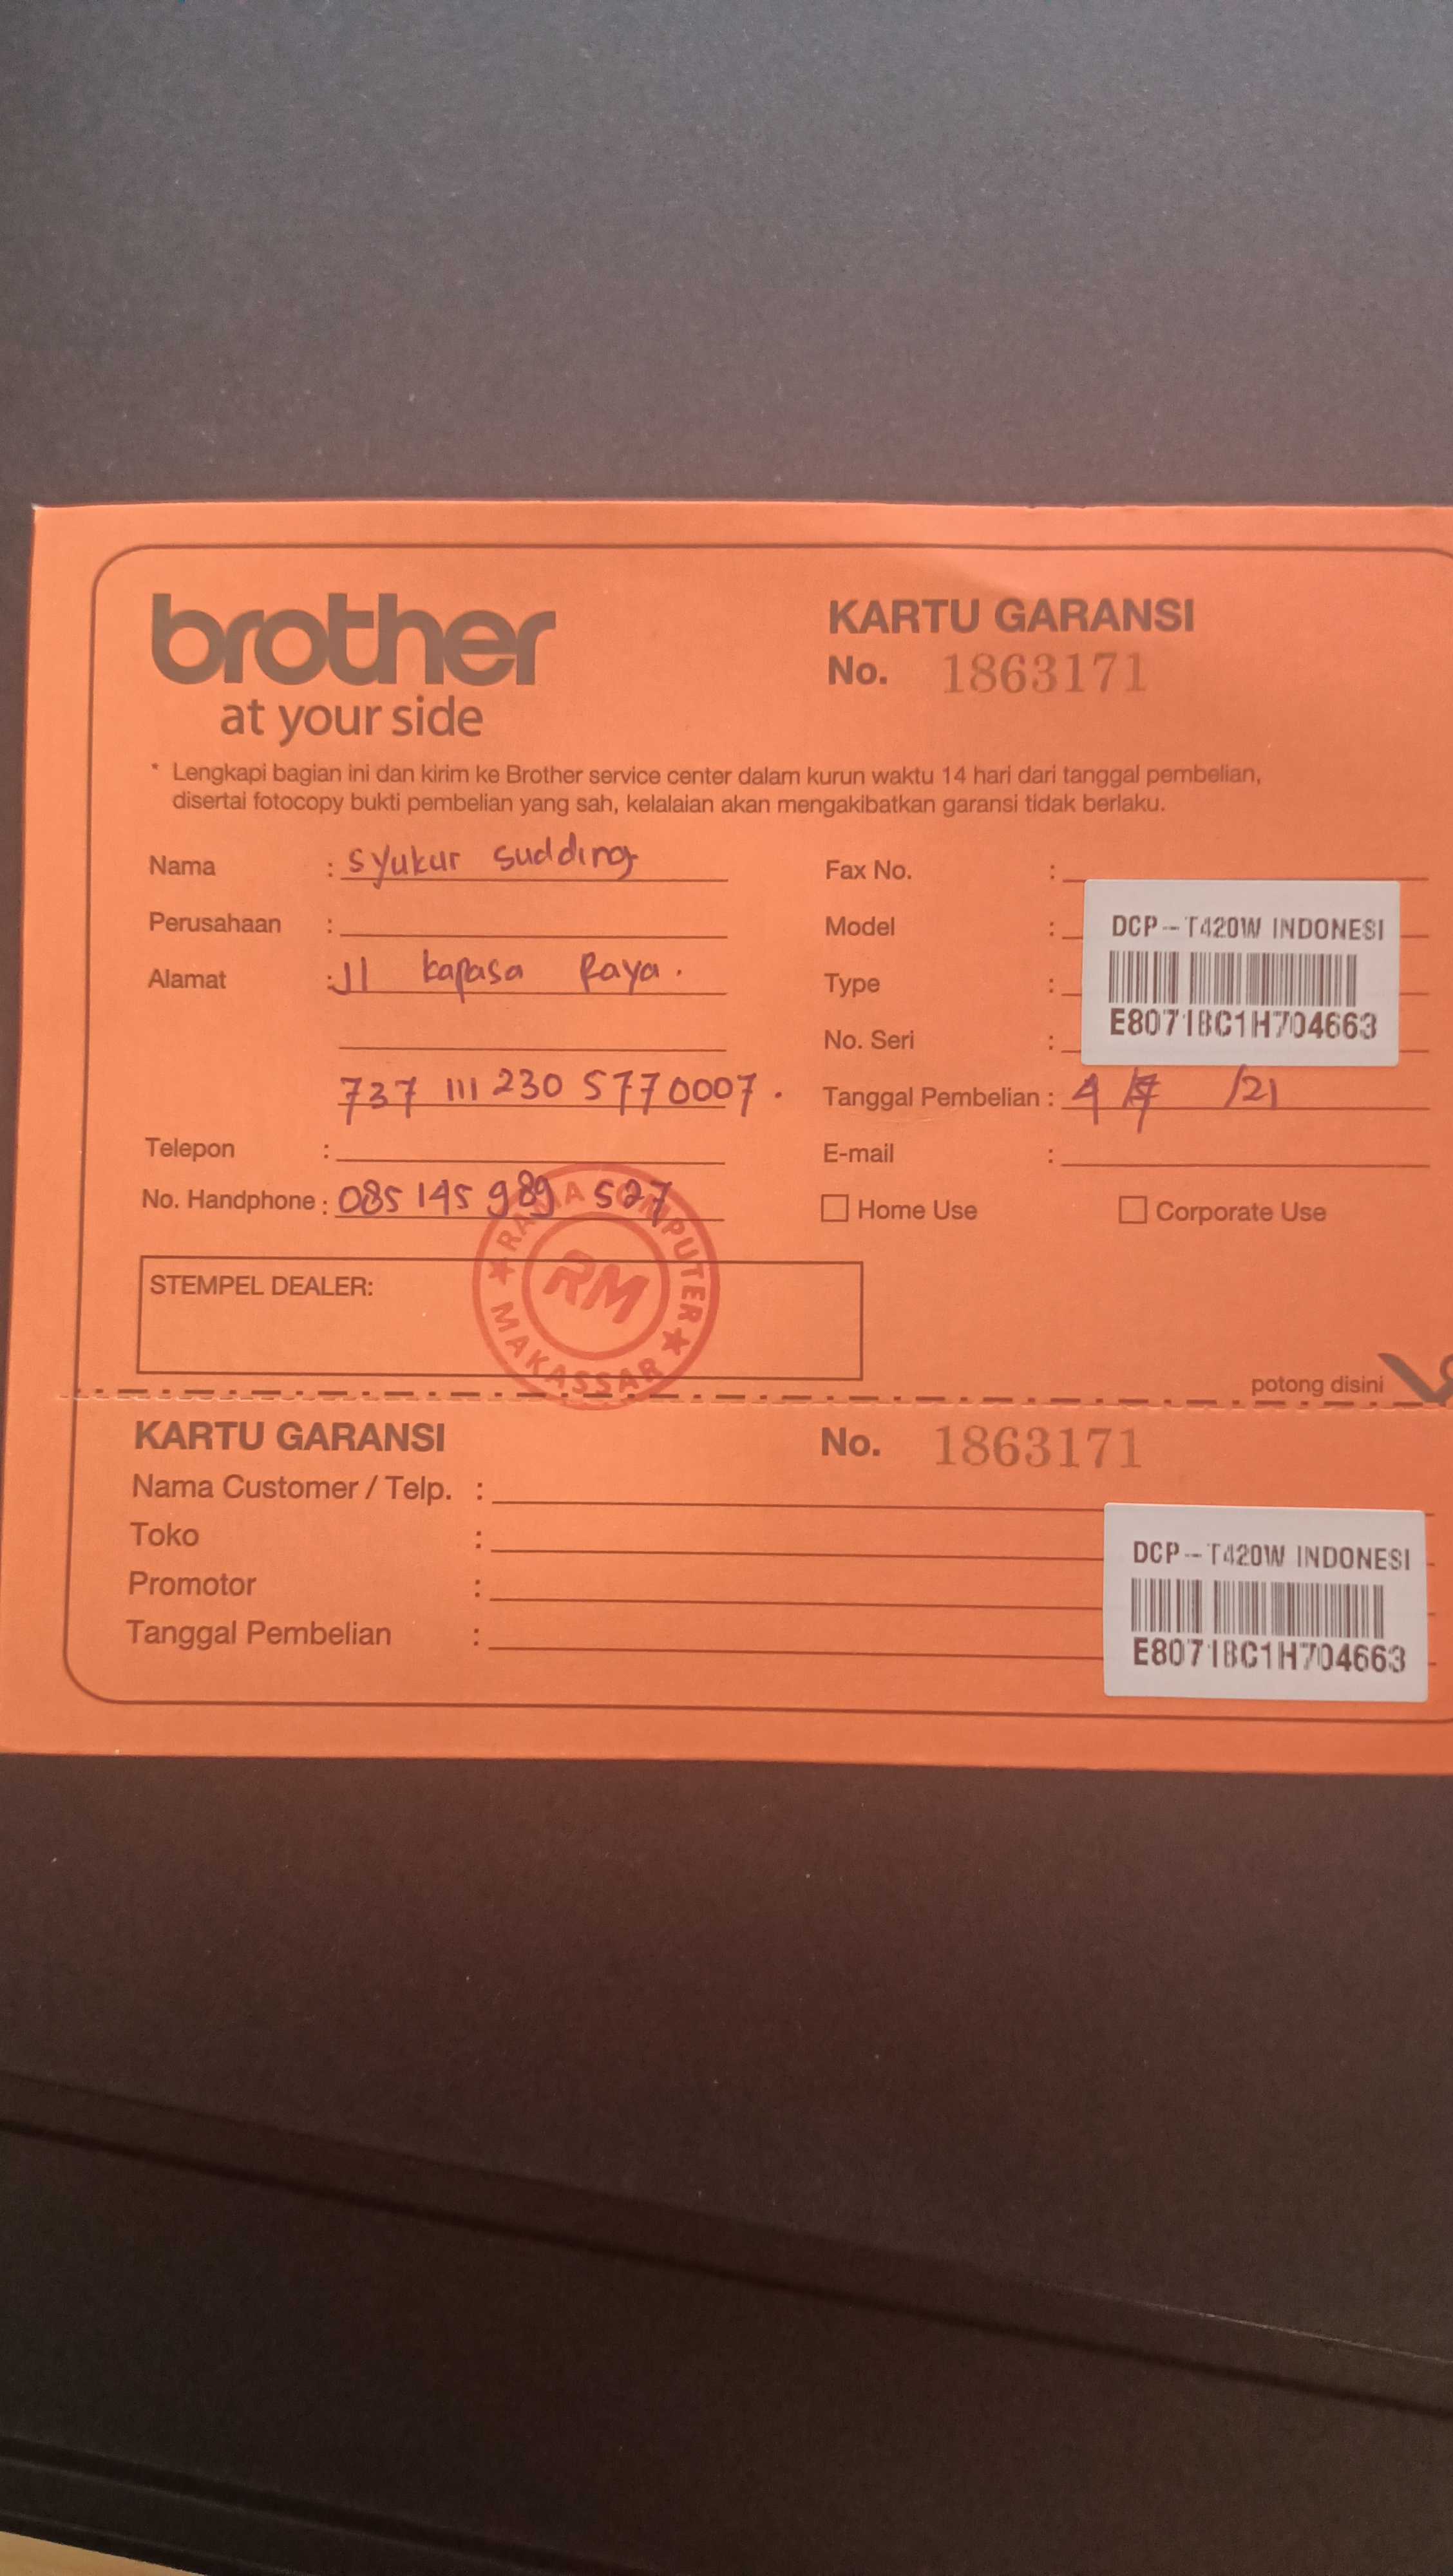 brother
at your side
KARTU GARANSI
No. 1863171
* Lengkapi bagian ini dan kirim ke Brother service center dalam kurun waktu 14 hari dari tanggal pembelian,
disertai fotocopy bukti pembelian yang sah, kelalaian akan mengakibatkan garansi tidak berlaku.
Nama : Syukur Sudding
Fax No. :
Perusahaan :
Model : DCP-T420W INDONESI
Alamat : Jl kapasa Raya.
Type :
E8071BC1H704663
No. Seri :
737 111 230 5770007.
Tanggal Pembelian : 4 /21
Telepon :
E-mail :
No. Handphone : 085 145 989 527
Home Use
Corporate Use
STEMPEL DEALER:
RAMA COMPUTER
RM
MAKASSAR
potong disini
KARTU GARANSI
No. 1863171
Nama Customer / Telp. :
Toko :
DCP-T420W INDONESI
Promotor :
Tanggal Pembelian :
E8071BC1H704663